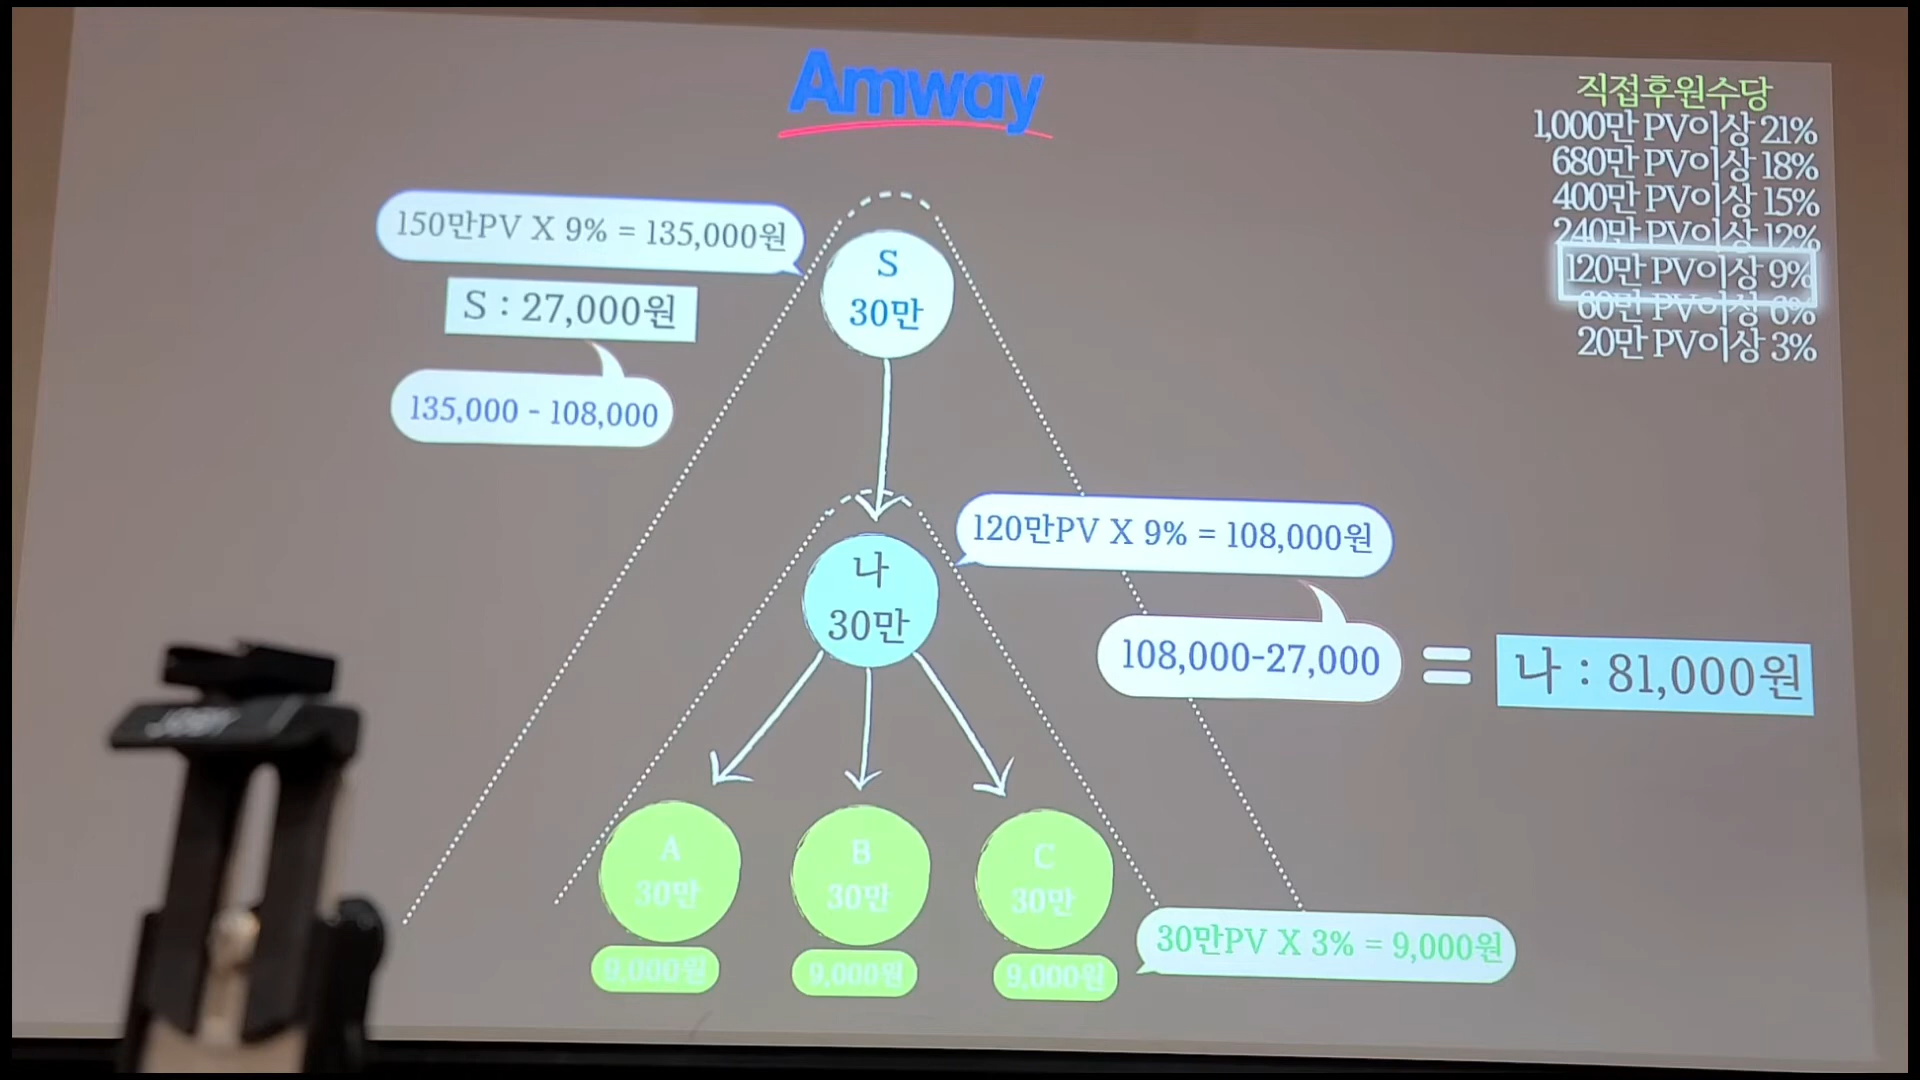 Amway
직접후원수당
1,000만 PV이상 21%
680만 PV이상 18%
400만 PV이상 15%
240만 PV이상 12%
120만 PV이상 9%
60만 PV이상 6%
20만 PV이상 3%
150만PV X 9% = 135,000원
S : 27,000원
135,000 - 108,000
S
30만
120만PV X 9% = 108,000원
나
30만
108,000-27,000
=
나 : 81,000원
A
30만
B
30만
C
30만
9,000원
9,000원
9,000원
30만PV X 3% = 9,000원
JOBY